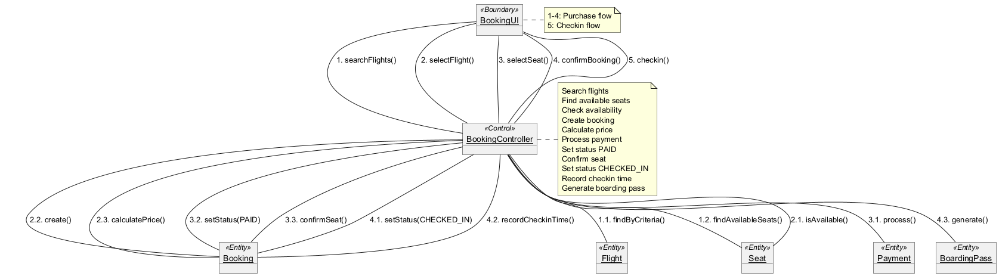 «Boundary»
BookingUI
1-4: Purchase flow
5: Checkin flow
1. searchFlights()
2. selectFlight()
3. selectSeat()
4. confirmBooking()
5. checkin()
«Control»
BookingController
Search flights
Find available seats
Check availability
Create booking
Calculate price
Process payment
Set status PAID
Confirm seat
Set status CHECKED_IN
Record checkin time
Generate boarding pass
2.2. create()
2.3. calculatePrice()
3.2. setStatus(PAID)
3.3. confirmSeat()
4.1. setStatus(CHECKED_IN)
4.2. recordCheckinTime()
1.1. findByCriteria()
1.2. findAvailableSeats()
2.1. isAvailable()
3.1. process()
4.3. generate()
«Entity»
Booking
«Entity»
Flight
«Entity»
Seat
«Entity»
Payment
«Entity»
BoardingPass